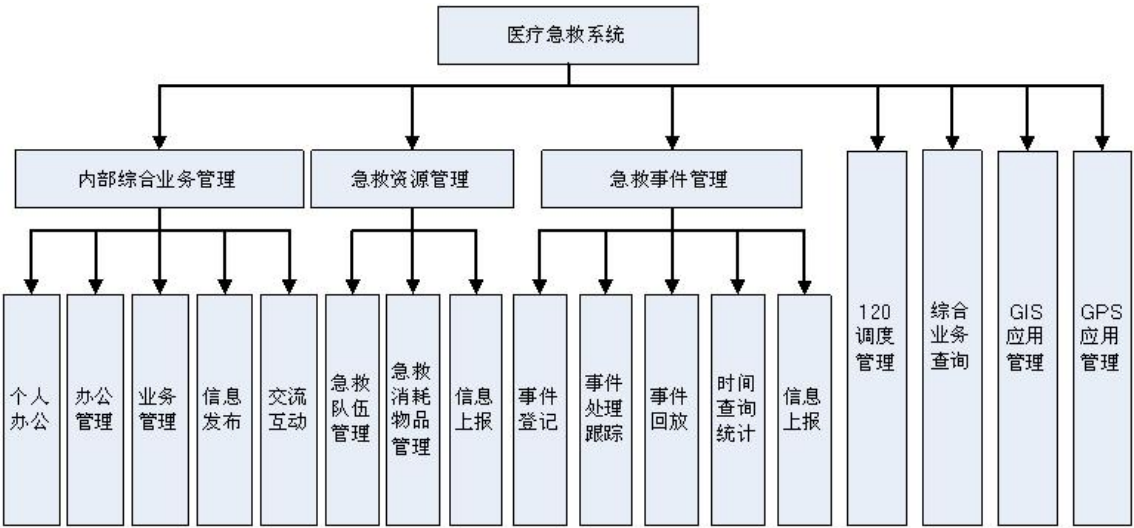 医疗急救系统
内部综合业务管理
急救资源管理
急救事件管理
120
调度
管理
综合
业务
查询
GIS
应用
管理
GPS
应用
管理
个人
办公
办公
管理
业务
管理
信息
发布
交流
互动
急救
队伍
管理
急救
消耗
物品
管理
信息
上报
事件
登记
事件
处理
跟踪
事件
回放
时间
查询
统计
信息
上报